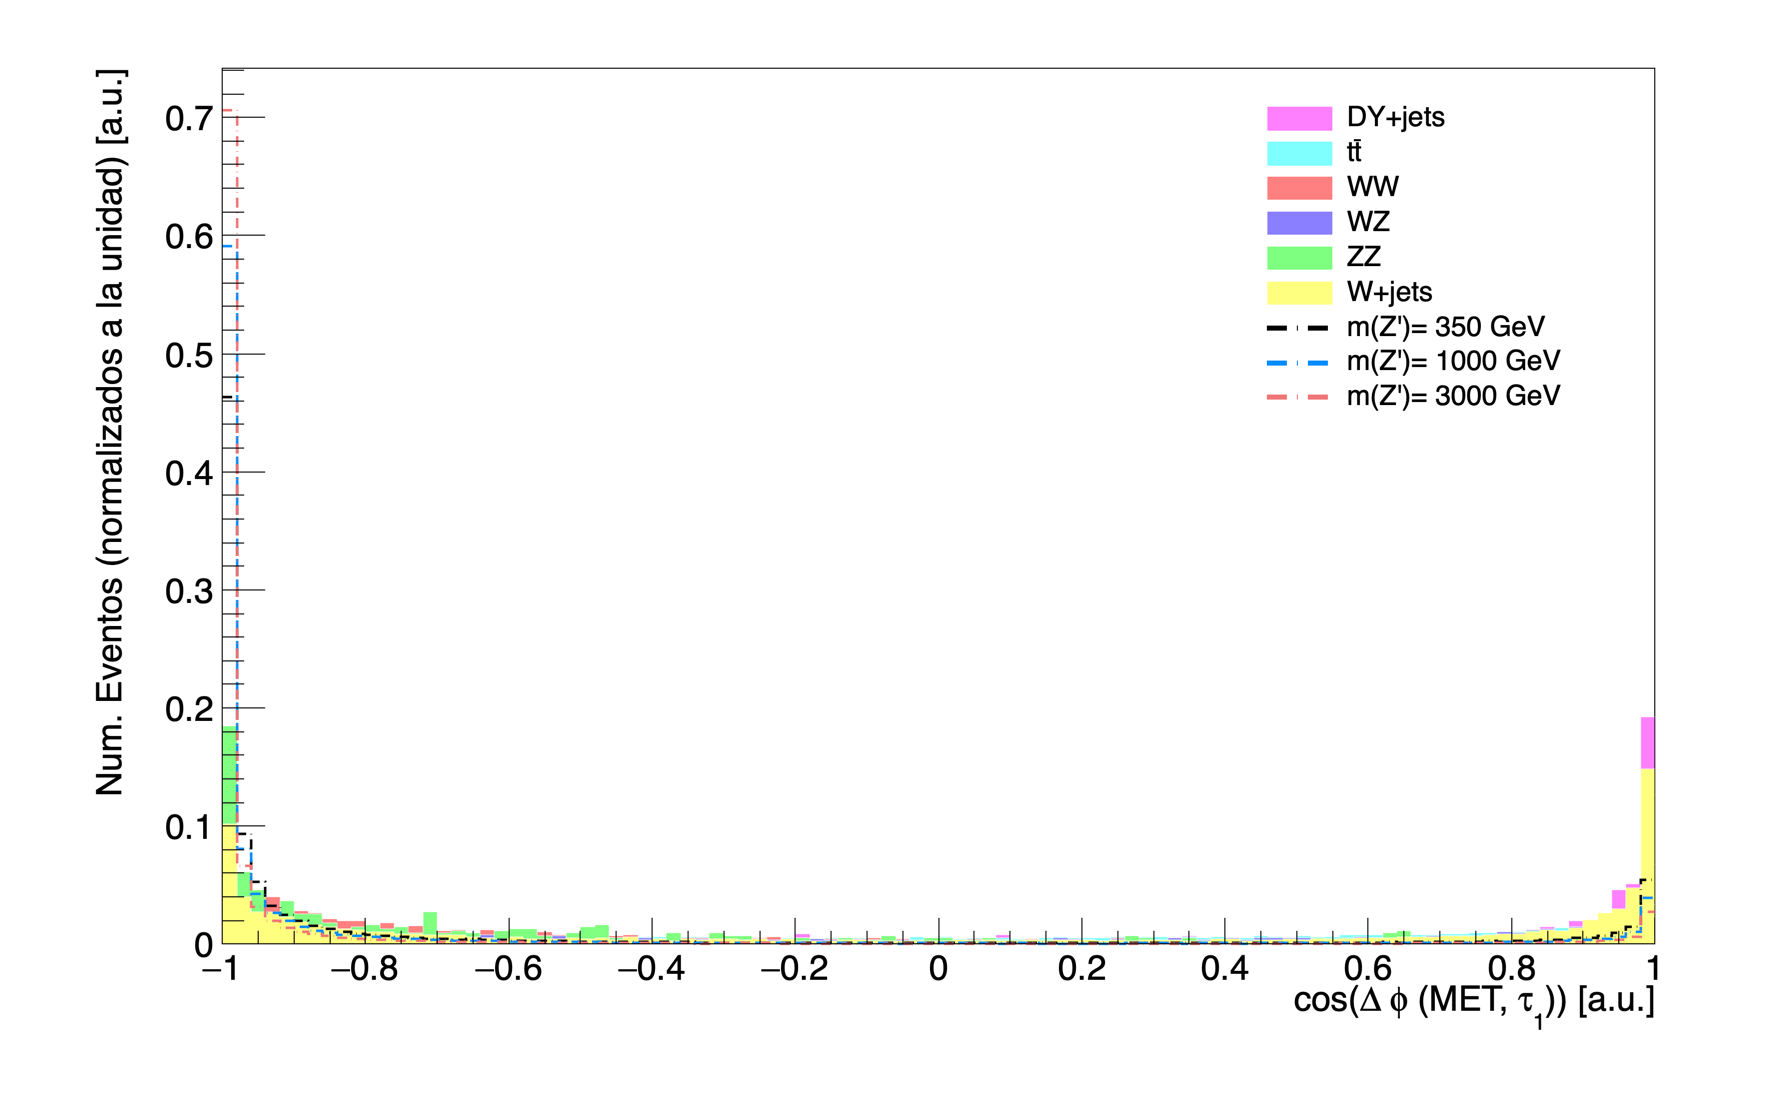 Num. Eventos (normalizados a la unidad) [a.u.]
0.7
0.6
0.5
0.4
0.3
0.2
0.1
0
−1 −0.8 −0.6 −0.4 −0.2 0 0.2 0.4 0.6 0.8 1
cos(Δ ϕ (MET, τ₁)) [a.u.]
DY+jets
tt̄
WW
WZ
ZZ
W+jets
m(Z')= 350 GeV
m(Z')= 1000 GeV
m(Z')= 3000 GeV